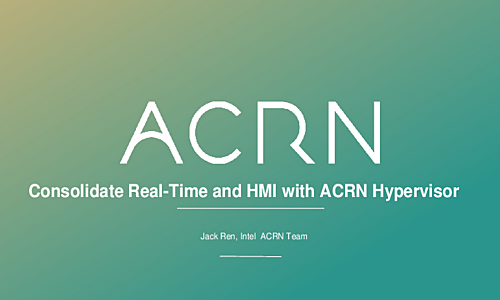 ACRN
Consolidate Real-Time and HMI with ACRN Hypervisor
Jack Ren, Intel ACRN Team